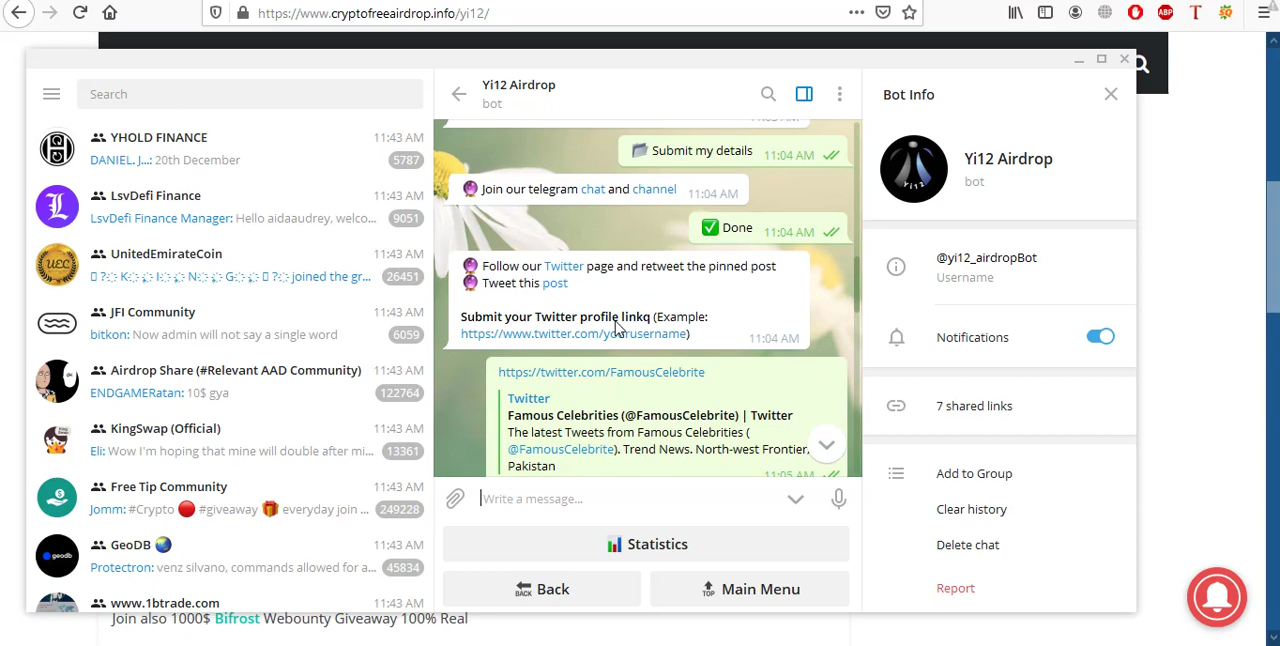 https://www.cryptofreeairdrop.info/yi12/
ABP
T
Search
YHOLD FINANCE 11:43 AM
DANIEL. J...: 20th December 5787
LsvDefi Finance 11:43 AM
LsvDefi Finance Manager: Hello aidaaudrey, welco... 9051
UnitedEmirateCoin 11:43 AM
joined the gr... 26451
JFI Community 11:43 AM
bitkon: Now admin will not say a single word 6059
Airdrop Share (#Relevant AAD Community) 11:43 AM
ENDGAMERatan: 10$ gya 122764
KingSwap (Official) 11:43 AM
Eli: Wow I'm hoping that mine will double after mi... 13361
Free Tip Community 11:43 AM
Jomm: #Crypto 🔴 #giveaway 🎁 everyday join ... 249228
GeoDB 🌏 11:43 AM
Protectron: venz silvano, commands allowed for a... 45834
www.1btrade.com 11:43 AM
Yi12 Airdrop
bot
Submit my details 11:04 AM
Join our telegram chat and channel 11:04 AM
✅ Done 11:04 AM
🔮 Follow our Twitter page and retweet the pinned post
🔮 Tweet this post
Submit your Twitter profile linkq (Example:
https://www.twitter.com/yourusername) 11:04 AM
https://twitter.com/FamousCelebrite
Twitter
Famous Celebrities (@FamousCelebrite) | Twitter
The latest Tweets from Famous Celebrities (
@FamousCelebrite). Trend News. North-west Frontier,
Pakistan
11:05 AM
Write a message...
Statistics
BACK Back
TOP Main Menu
Bot Info
Yi12
Yi12 Airdrop
bot
@yi12_airdropBot
Username
Notifications
7 shared links
Add to Group
Clear history
Delete chat
Report
Join also 1000$ Bifrost Webounty Giveaway 100% Real